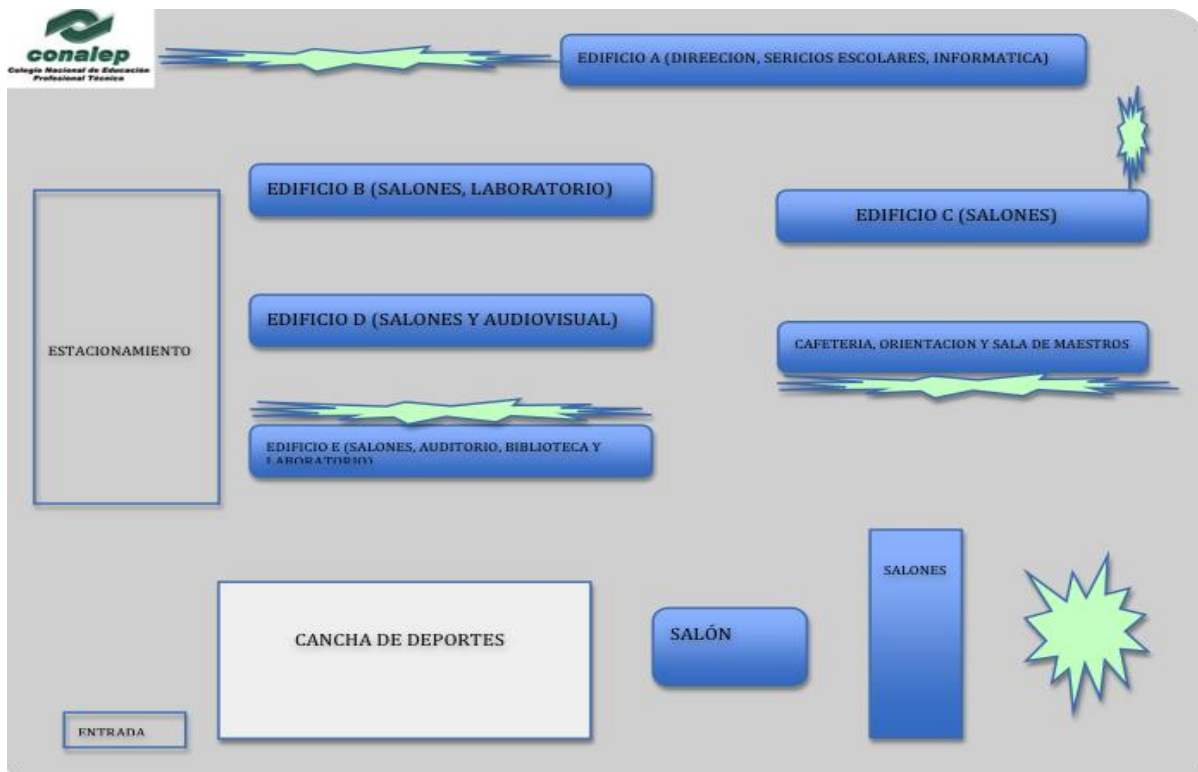 conalep
Colegio Nacional de Educación
Profesional Técnica
EDIFICIO A (DIREECION, SERISOS ESCOLARES, INFORMATICA)
EDIFICIO B (SALONES, LABORATORIO)
EDIFICIO C (SALONES)
EDIFICIO D (SALONES Y AUDIOVISUAL)
CAFETERIA, ORIENTACION Y SALA DE MAESTROS
ESTACIONAMIENTO
EDIFICIO E (SALONES, AUDITORIO, BIBLIOTECA Y
LABORATORIO)
SALONES
CANCHA DE DEPORTES
SALÓN
ENTRADA